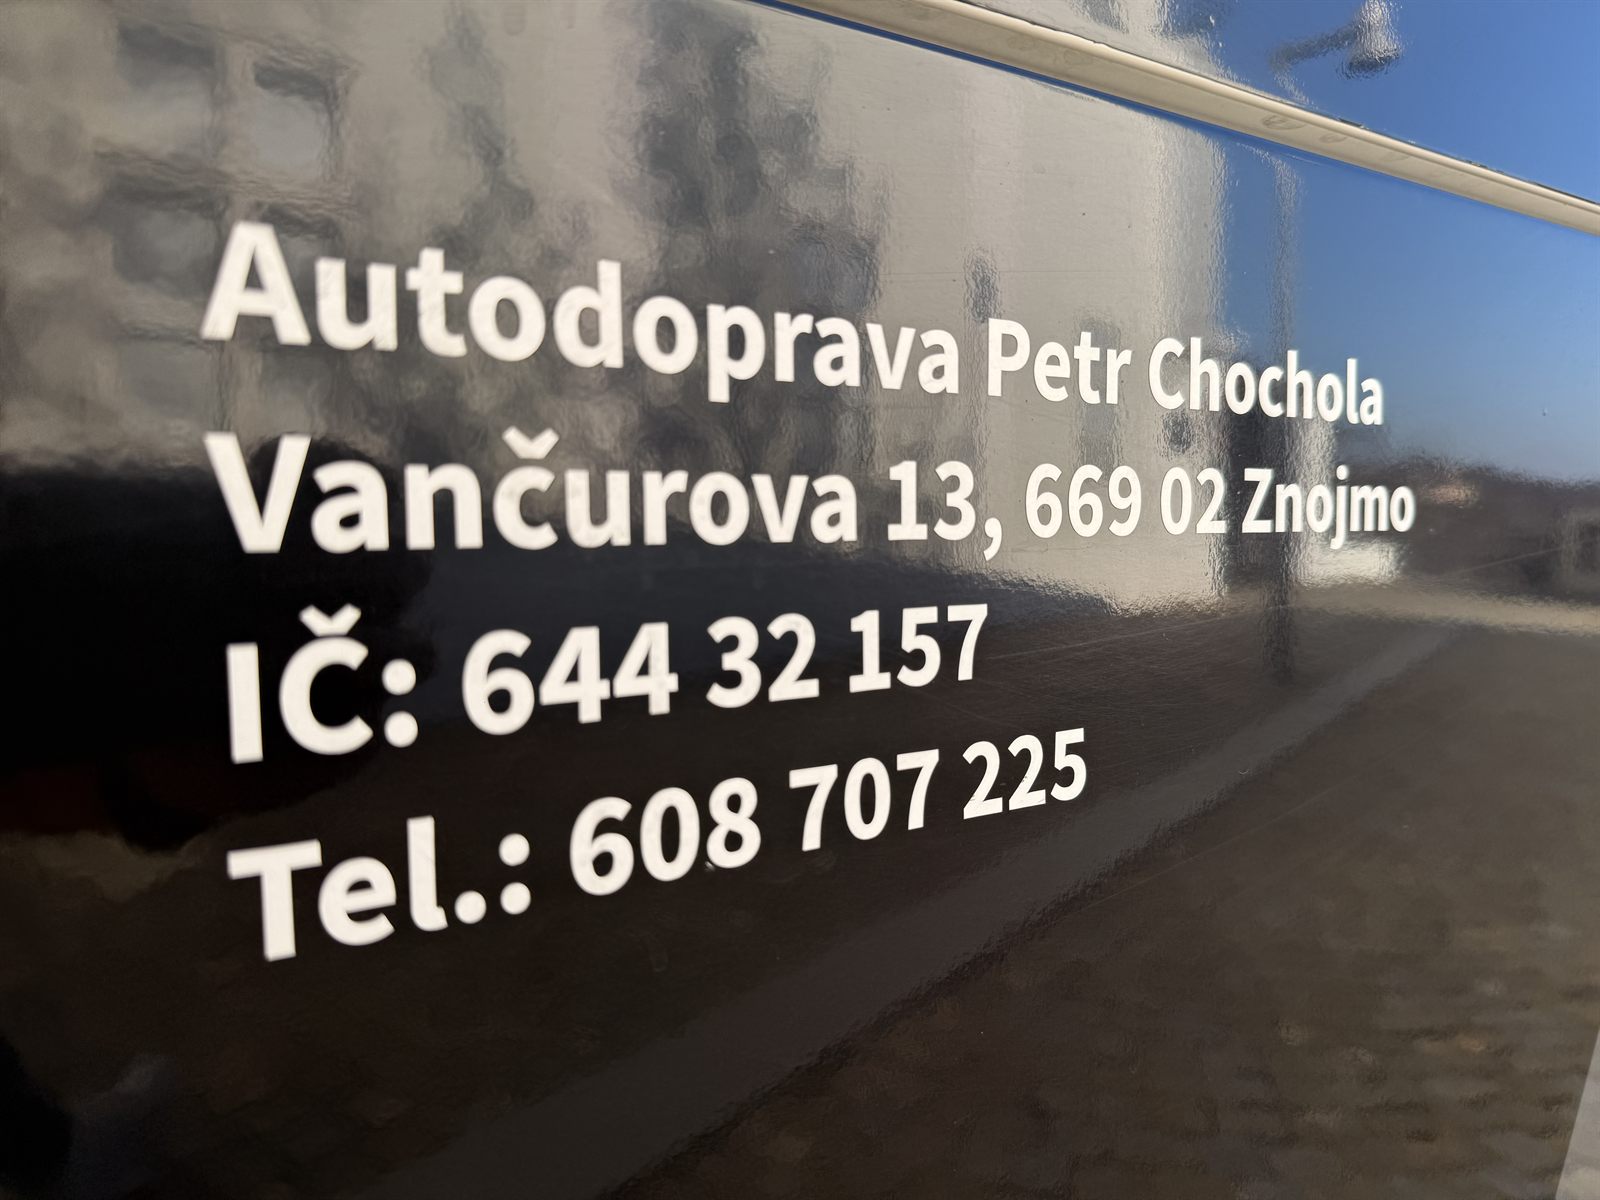 Autodoprava Petr Chochola
Vančurova 13, 669 02 Znojmo
IČ: 644 32 157
Tel.: 608 707 225